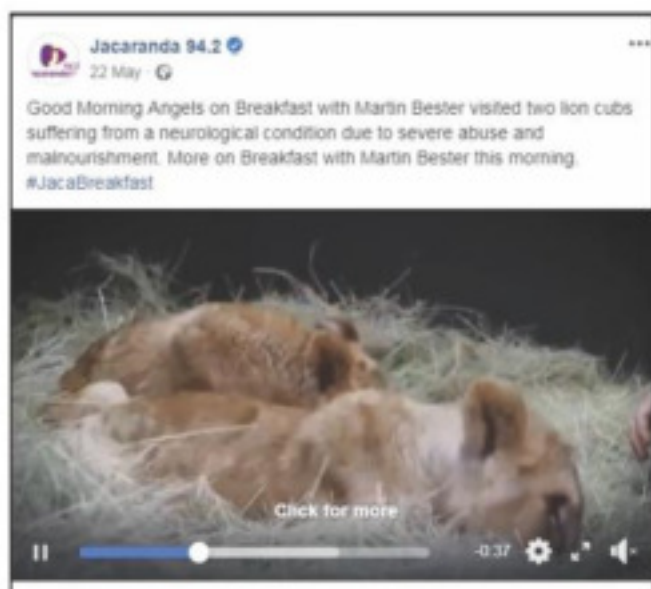 Jacaranda 94.2
22 May
Good Morning Angels on Breakfast with Martin Bester visited two lion cubs
suffering from a neurological condition due to severe abuse and
malnourishment. More on Breakfast with Martin Bester this morning.
#JacaBreakfast
Click for more
-0:37